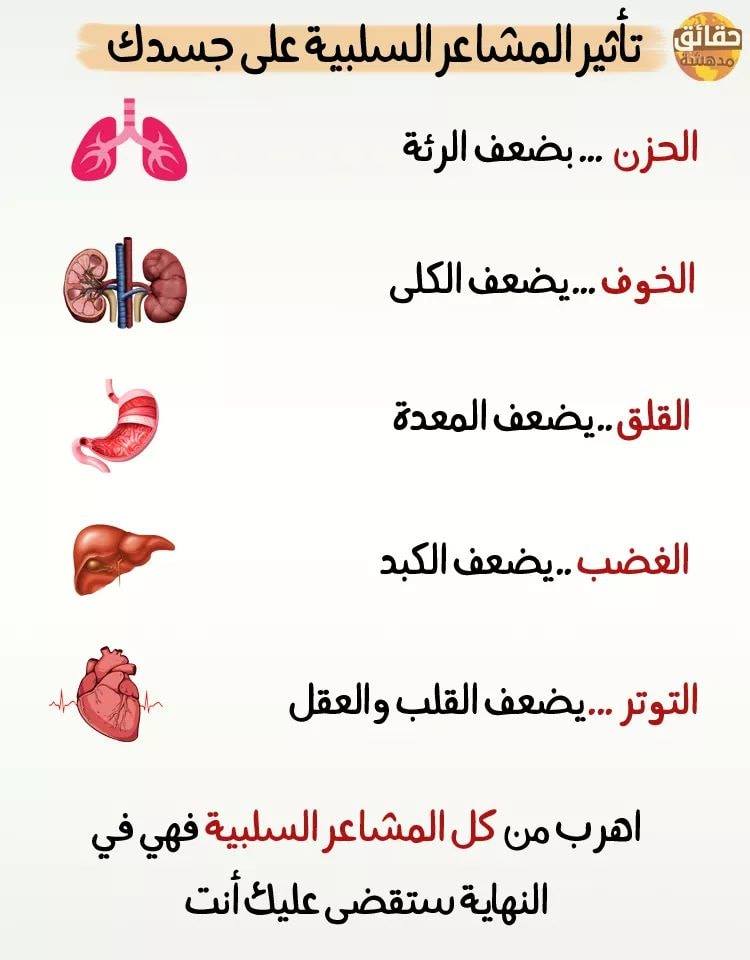 تأثير المشاعر السلبية على جسدك
حقائق
مدهشة
الحزن ... بضعف الرئة
الخوف ...يضعف الكلى
القلق ..يضعف المعدة
الغضب ..يضعف الكبد
التوتر ...يضعف القلب والعقل
اهرب من كل المشاعر السلبية فهي في
النهاية ستقضى عليك أنت